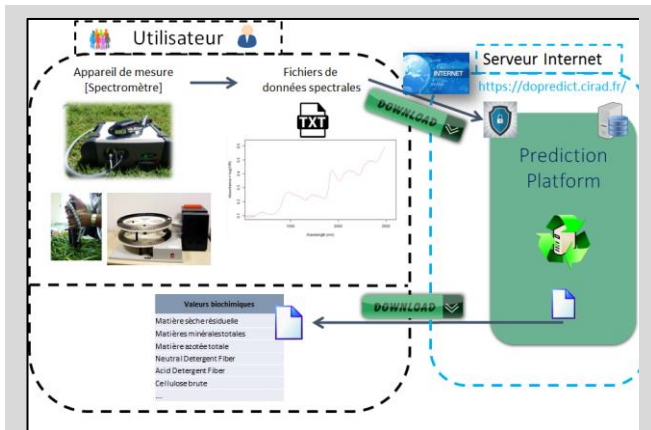 Utilisateur
Appareil de mesure
[Spectromètre]
Fichiers de
données spectrales
TXT
INTERNET
Serveur Internet
https://dopredict.cirad.fr/
DOWNLOAD
Prediction
Platform
DOWNLOAD
Valeurs biochimiques
Matière sèche résiduelle
Matières minérales totales
Matière azotée totale
Neutral Detergent Fiber
Acid Detergent Fiber
Cellulose brute
....